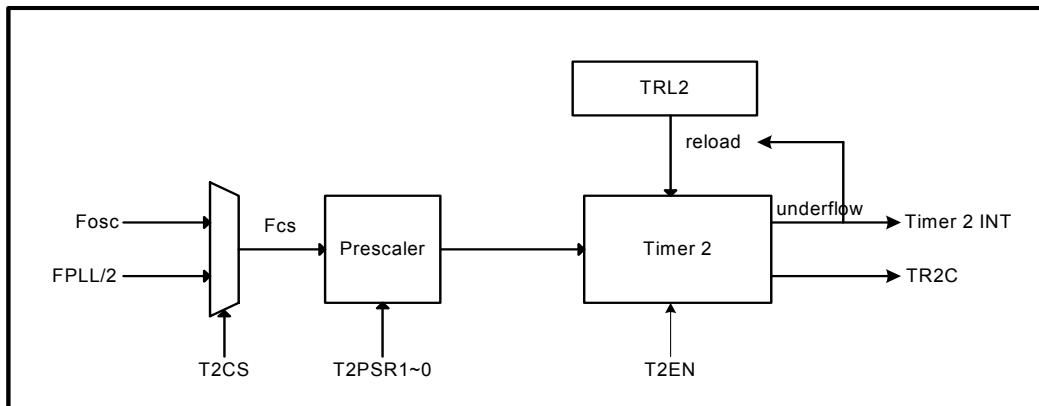 TRL2
reload
underflow
Fosc
Fcs
Prescaler
Timer 2
Timer 2 INT
FPLL/2
TR2C
T2CS
T2PSR1~0
T2EN